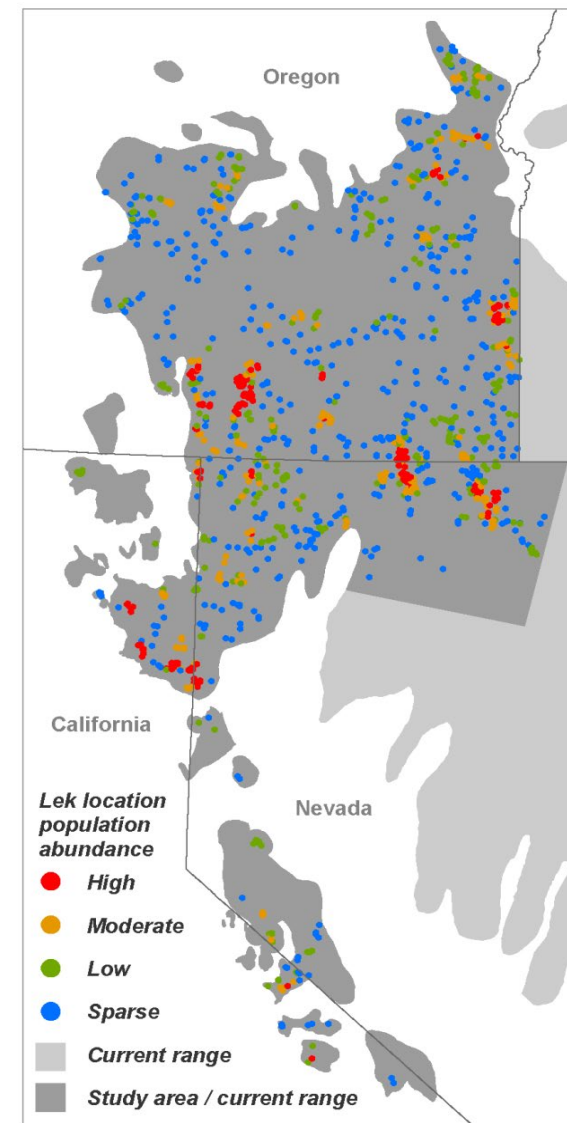 Oregon
California
Nevada
Lek location
population
abundance
High
Moderate
Low
Sparse
Current range
Study area / current range